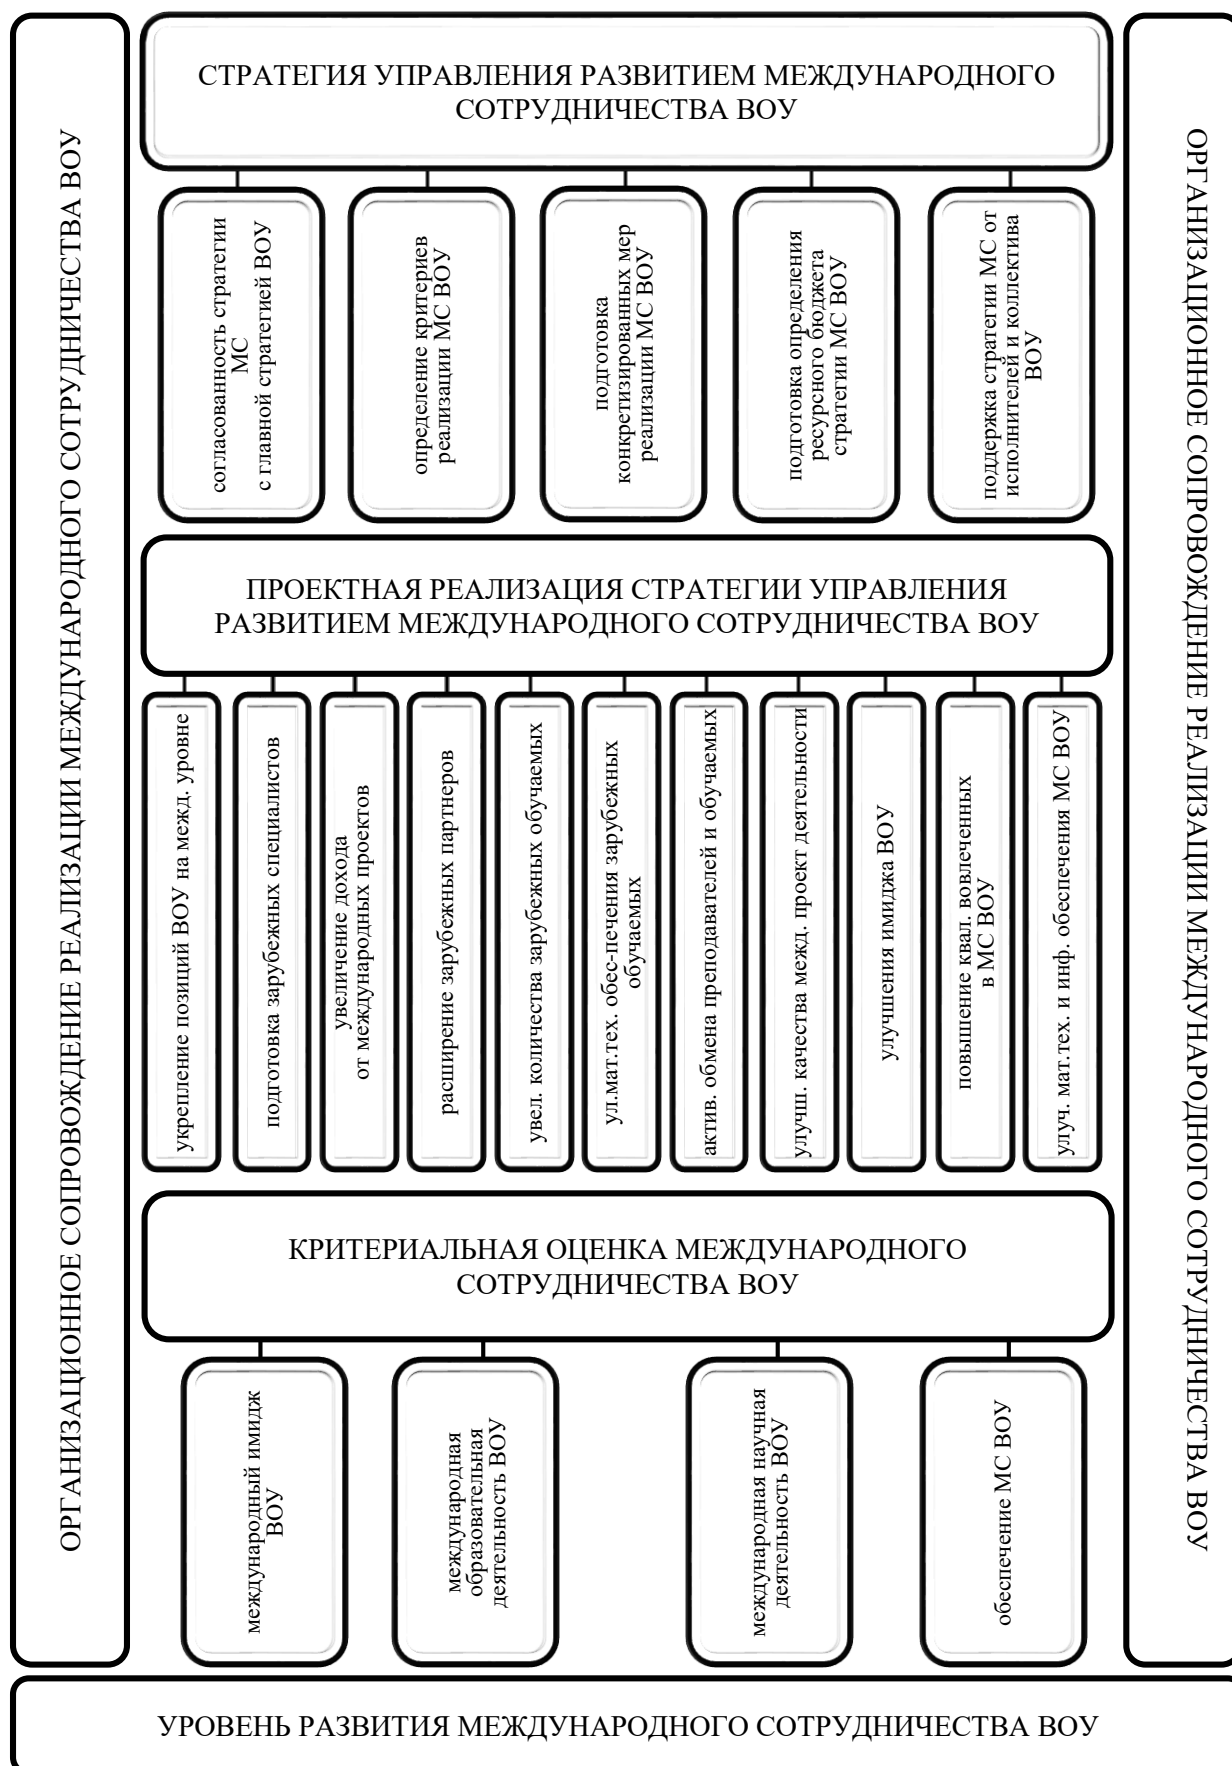 ОРГАНИЗАЦИОННОЕ СОПРОВОЖДЕНИЕ РЕАЛИЗАЦИИ МЕЖДУНАРОДНОГО СОТРУДНИЧЕСТВА ВОУ
СТРАТЕГИЯ УПРАВЛЕНИЯ РАЗВИТИЕМ МЕЖДУНАРОДНОГО
СОТРУДНИЧЕСТВА ВОУ
согласованность стратегии
МС
с главной стратегией ВОУ
определение критериев
реализации МС ВОУ
подготовка
конкретизированных мер
реализации МС ВОУ
подготовка определения
ресурсного бюджета
стратегии МС ВОУ
поддержка стратегии МС от
исполнителей и коллектива
ВОУ
ПРОЕКТНАЯ РЕАЛИЗАЦИЯ СТРАТЕГИИ УПРАВЛЕНИЯ
РАЗВИТИЕМ МЕЖДУНАРОДНОГО СОТРУДНИЧЕСТВА ВОУ
укрепление позиций ВОУ на межд. уровне
подготовка зарубежных специалистов
увеличение дохода
от международных проектов
расширение зарубежных партнеров
увел. количества зарубежных обучаемых
ул.мат.тех. обес-печения зарубежных
обучаемых
актив. обмена преподавателей и обучаемых
улучш. качества межд. проект деятельности
улучшения имиджа ВОУ
повышение квал. вовлеченных
в МС ВОУ
улуч. мат.тех. и инф. обеспечения МС ВОУ
КРИТЕРИАЛЬНАЯ ОЦЕНКА МЕЖДУНАРОДНОГО
СОТРУДНИЧЕСТВА ВОУ
международный имидж
ВОУ
международная
образовательная
деятельность ВОУ
международная научная
деятельность ВОУ
обеспечение МС ВОУ
ОРГАНИЗАЦИОННОЕ СОПРОВОЖДЕНИЕ РЕАЛИЗАЦИИ МЕЖДУНАРОДНОГО СОТРУДНИЧЕСТВА ВОУ
УРОВЕНЬ РАЗВИТИЯ МЕЖДУНАРОДНОГО СОТРУДНИЧЕСТВА ВОУ